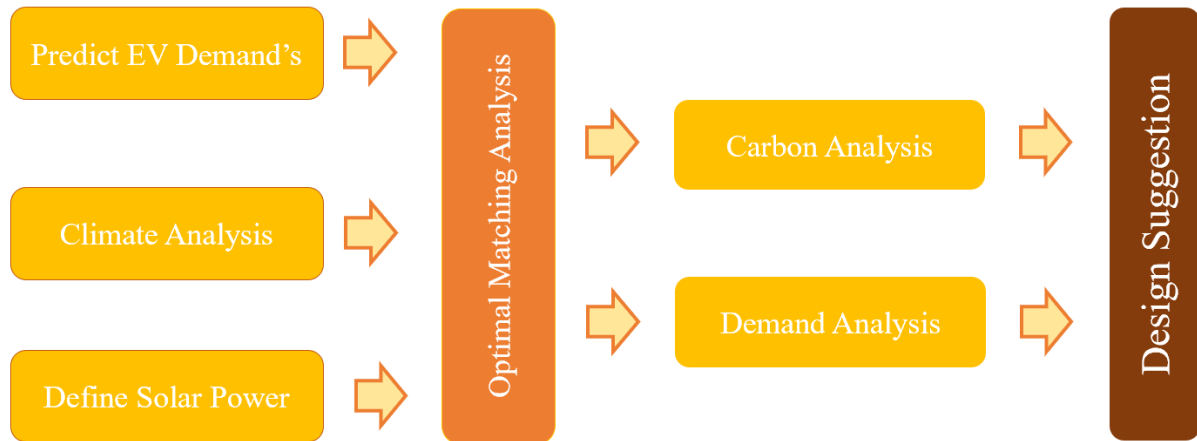 Predict EV Demand’s
Climate Analysis
Define Solar Power
Optimal Matching Analysis
Carbon Analysis
Demand Analysis
Design Suggestion